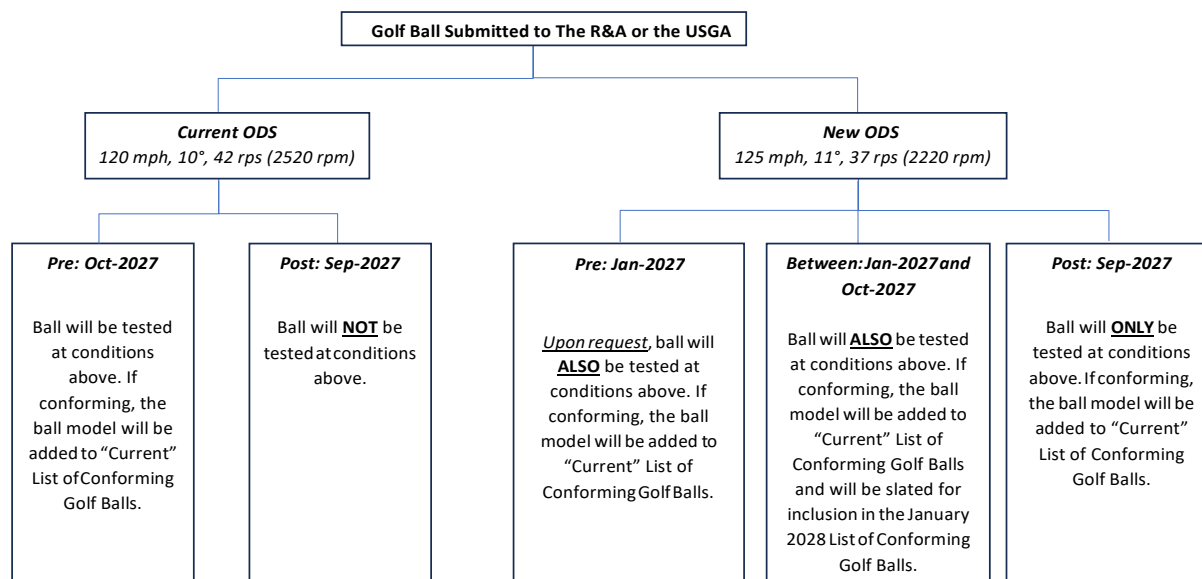 Golf Ball Submitted to The R&A or the USGA
Current ODS
120 mph, 10°, 42 rps (2520 rpm)
New ODS
125 mph, 11°, 37 rps (2220 rpm)
Pre: Oct-2027
Ball will be tested
at conditions
above. If
conforming, the
ball model will be
added to “Current”
List of Conforming
Golf Balls.
Post: Sep-2027
Ball will NOT be
tested at conditions
above.
Pre: Jan-2027
Upon request, ball will
ALSO be tested at
conditions above. If
conforming, the ball
model will be added to
“Current” List of
Conforming Golf Balls.
Between: Jan-2027 and
Oct-2027
Ball will ALSO be tested
at conditions above. If
conforming, the ball
model will be added to
“Current” List of
Conforming Golf Balls
and will be slated for
inclusion in the January
2028 List of Conforming
Golf Balls.
Post: Sep-2027
Ball will ONLY be
tested at conditions
above. If conforming,
the ball model will be
added to “Current”
List of Conforming
Golf Balls.